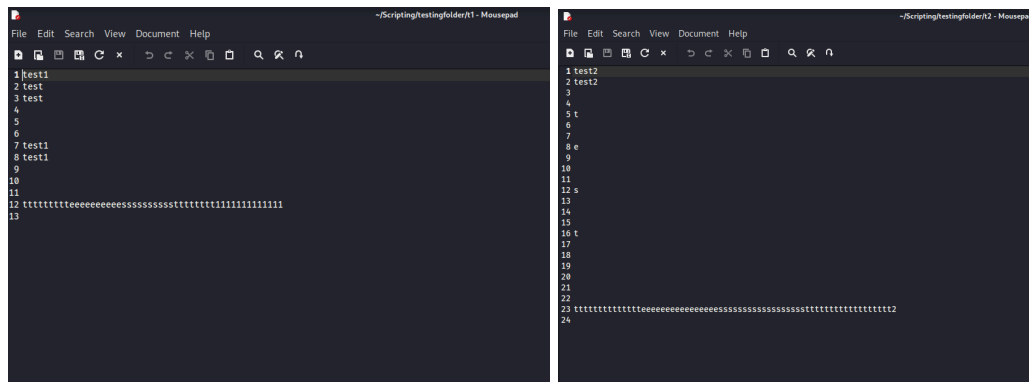 ~/Scripting/testingfolder/t1 - Mousepad
File Edit Search View Document Help
1 test1
2 test
3 test
4
5
6
7 test1
8 test1
9
10
11
12 tttttttttteeeeeeeeeesssssssssstttttttt1111111111111
13
~/Scripting/testingfolder/t2 - Mousepa
File Edit Search View Document Help
1 test2
2 test2
3
4
5 t
6
7
8 e
9
10
11
12 s
13
14
15
16 t
17
18
19
20
21
22
23 tttttttttttttteeeeeeeeeeeeeeeessssssssssssssssssttttttttttttttttttt2
24